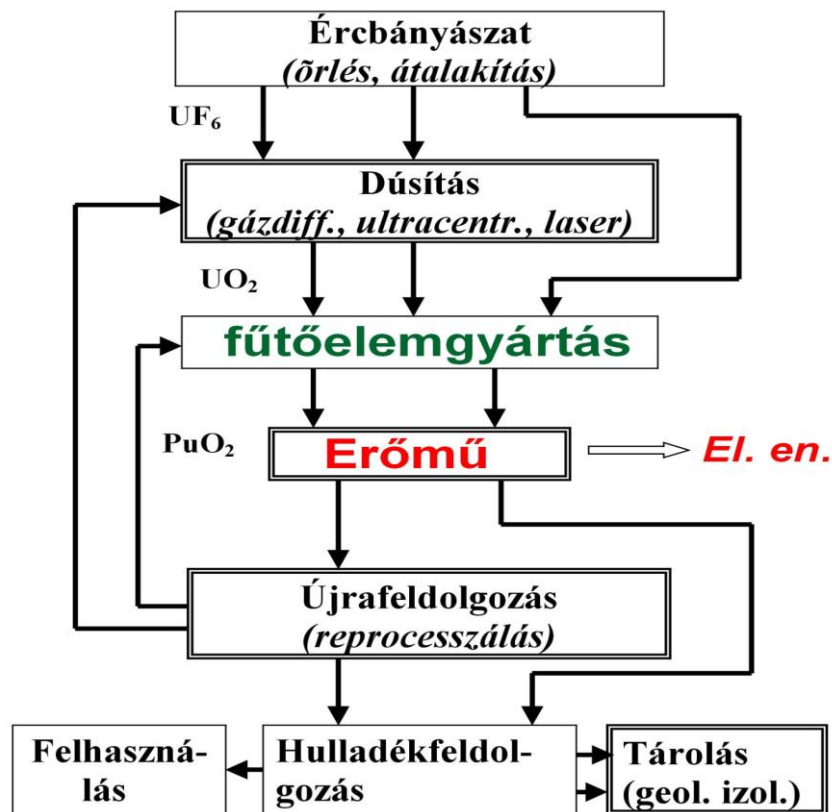 Ércbányászat
(õrlés, átalakítás)
UF₆
Dúsítás
(gázdiff., ultracentr., laser)
UO₂
fűtőelemgyártás
PuO₂
Erőmű
El. en.
Újrafeldolgozás
(reprocesszálás)
Felhaszná-
lás
Hulladékfeldol-
gozás
Tárolás
(geol. izol.)